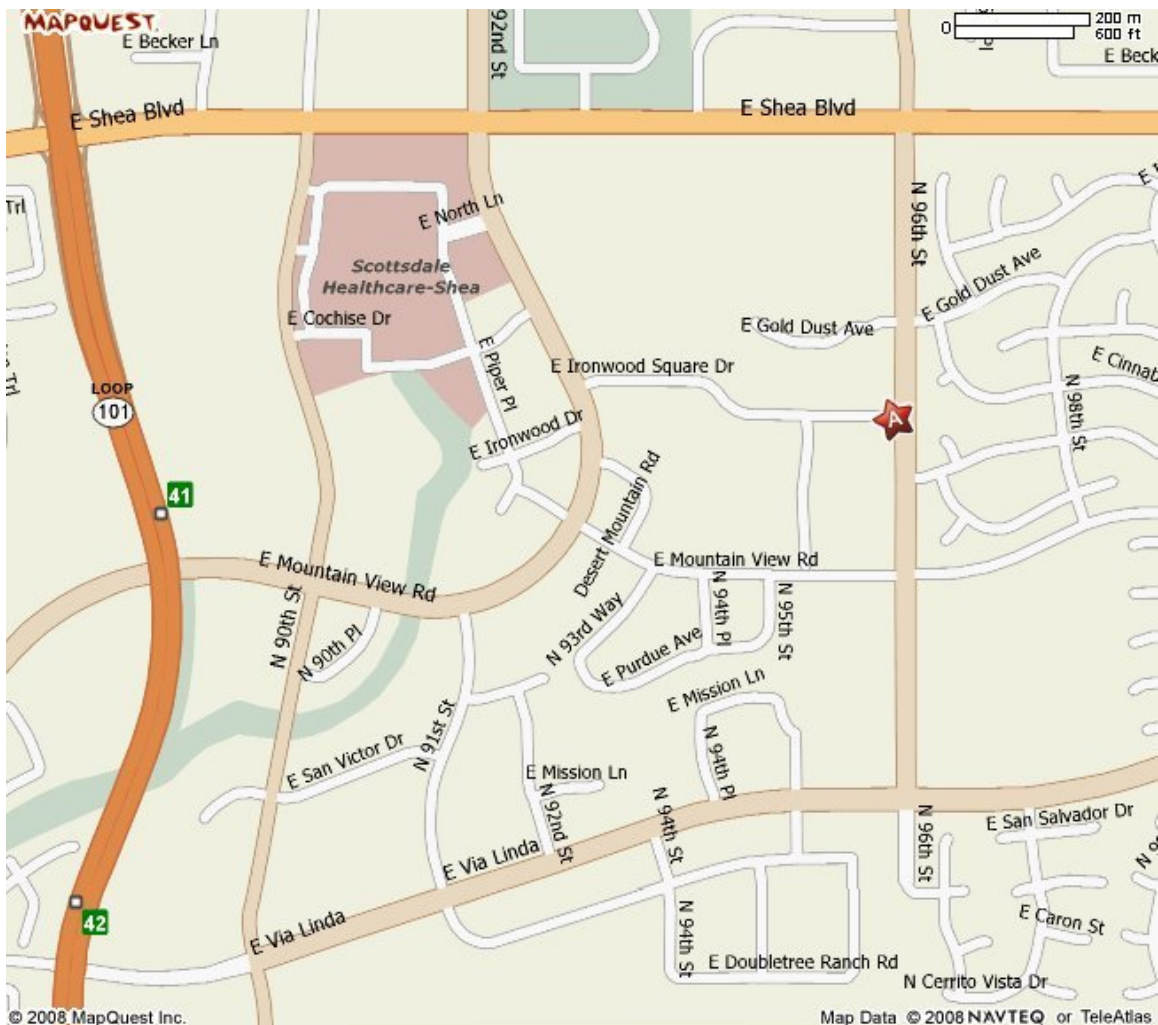 MAPQUEST.
200 m
0
600 ft
E Becker Ln
92nd St
E Beck
E Shea Blvd
E Shea Blvd
Trl
E North Ln
N 96th St
Scottsdale
Healthcare-Shea
E Gold Dust Ave
E Cochise Dr
E Gold Dust Ave
E Piper Pl
E Ironwood Square Dr
E Cinnab
Trl
LOOP
101
N 98th St
A
E Ironwood Dr
41
Desert Mountain Rd
E Mountain View Rd
E Mountain View Rd
N 90th St
N 90th Pl
N 93rd Way
N 94th Pl
N 95th St
E Purdue Ave
E Mission Ln
N 91st St
E San Victor Dr
N 94th Pl
E Mission Ln
N 92nd St
N 94th St
N 96th St
E San Salvador Dr
E Via Linda
42
E Via Linda
N 94th St
E Caron St
E Doubletree Ranch Rd
N Cerrito Vista Dr
© 2008 MapQuest Inc.
Map Data © 2008 NAVTEQ or TeleAtlas